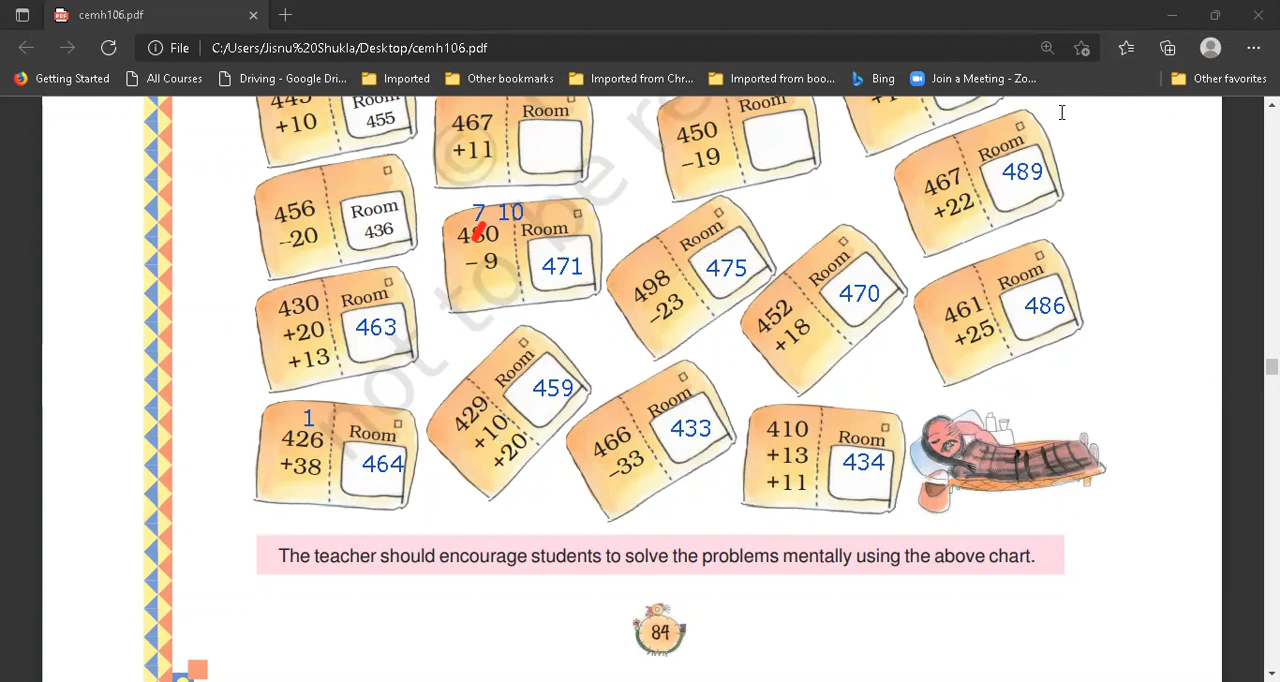 cemh106.pdf
File C:/Users/Jisnu%20Shukla/Desktop/cemh106.pdf
Getting Started All Courses Driving - Google Dri... Imported Other bookmarks Imported from Chr... Imported from boo... Bing Join a Meeting - Zo... Other favorites
445
+10
Room
455
467
+11
Room
450
–19
Room
467
+22
Room
489
456
–20
Room
436
7 10
480
– 9
Room
471
498
–23
Room
475
452
+18
Room
470
461
+25
Room
486
430
+20
+13
Room
463
1
426
+38
Room
464
429
+10
+20
Room
459
466
–33
Room
433
410
+13
+11
Room
434
not to be
The teacher should encourage students to solve the problems mentally using the above chart.
84